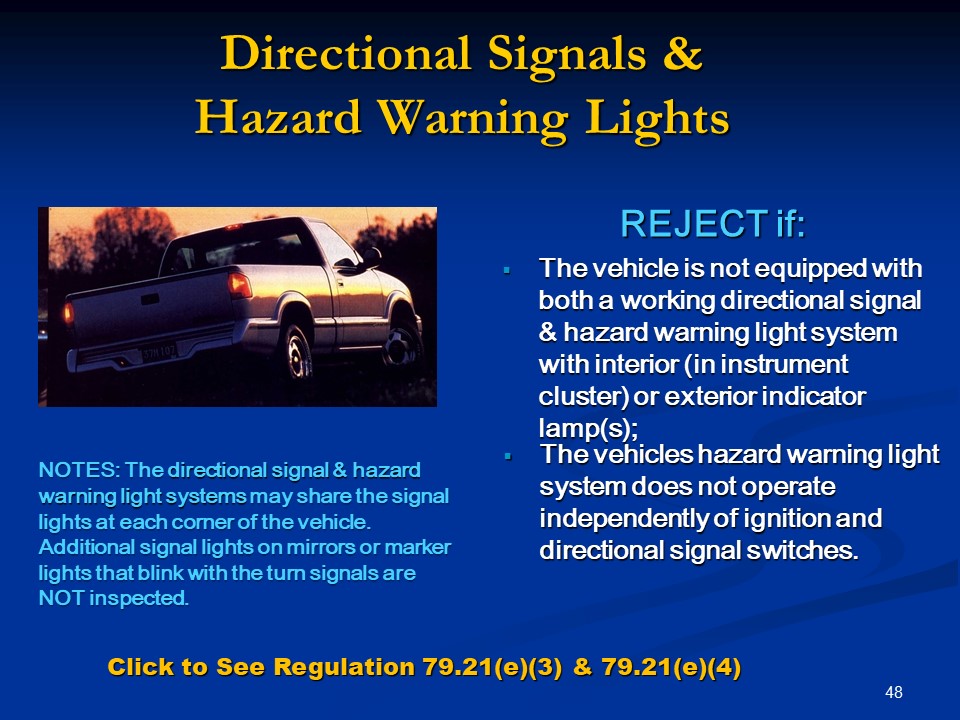 Directional Signals &
Hazard Warning Lights
REJECT if:
▪ The vehicle is not equipped with
both a working directional signal
& hazard warning light system
with interior (in instrument
cluster) or exterior indicator
lamp(s);
▪ The vehicles hazard warning light
system does not operate
independently of ignition and
directional signal switches.
NOTES: The directional signal & hazard
warning light systems may share the signal
lights at each corner of the vehicle.
Additional signal lights on mirrors or marker
lights that blink with the turn signals are
NOT inspected.
Click to See Regulation 79.21(e)(3) & 79.21(e)(4)
48